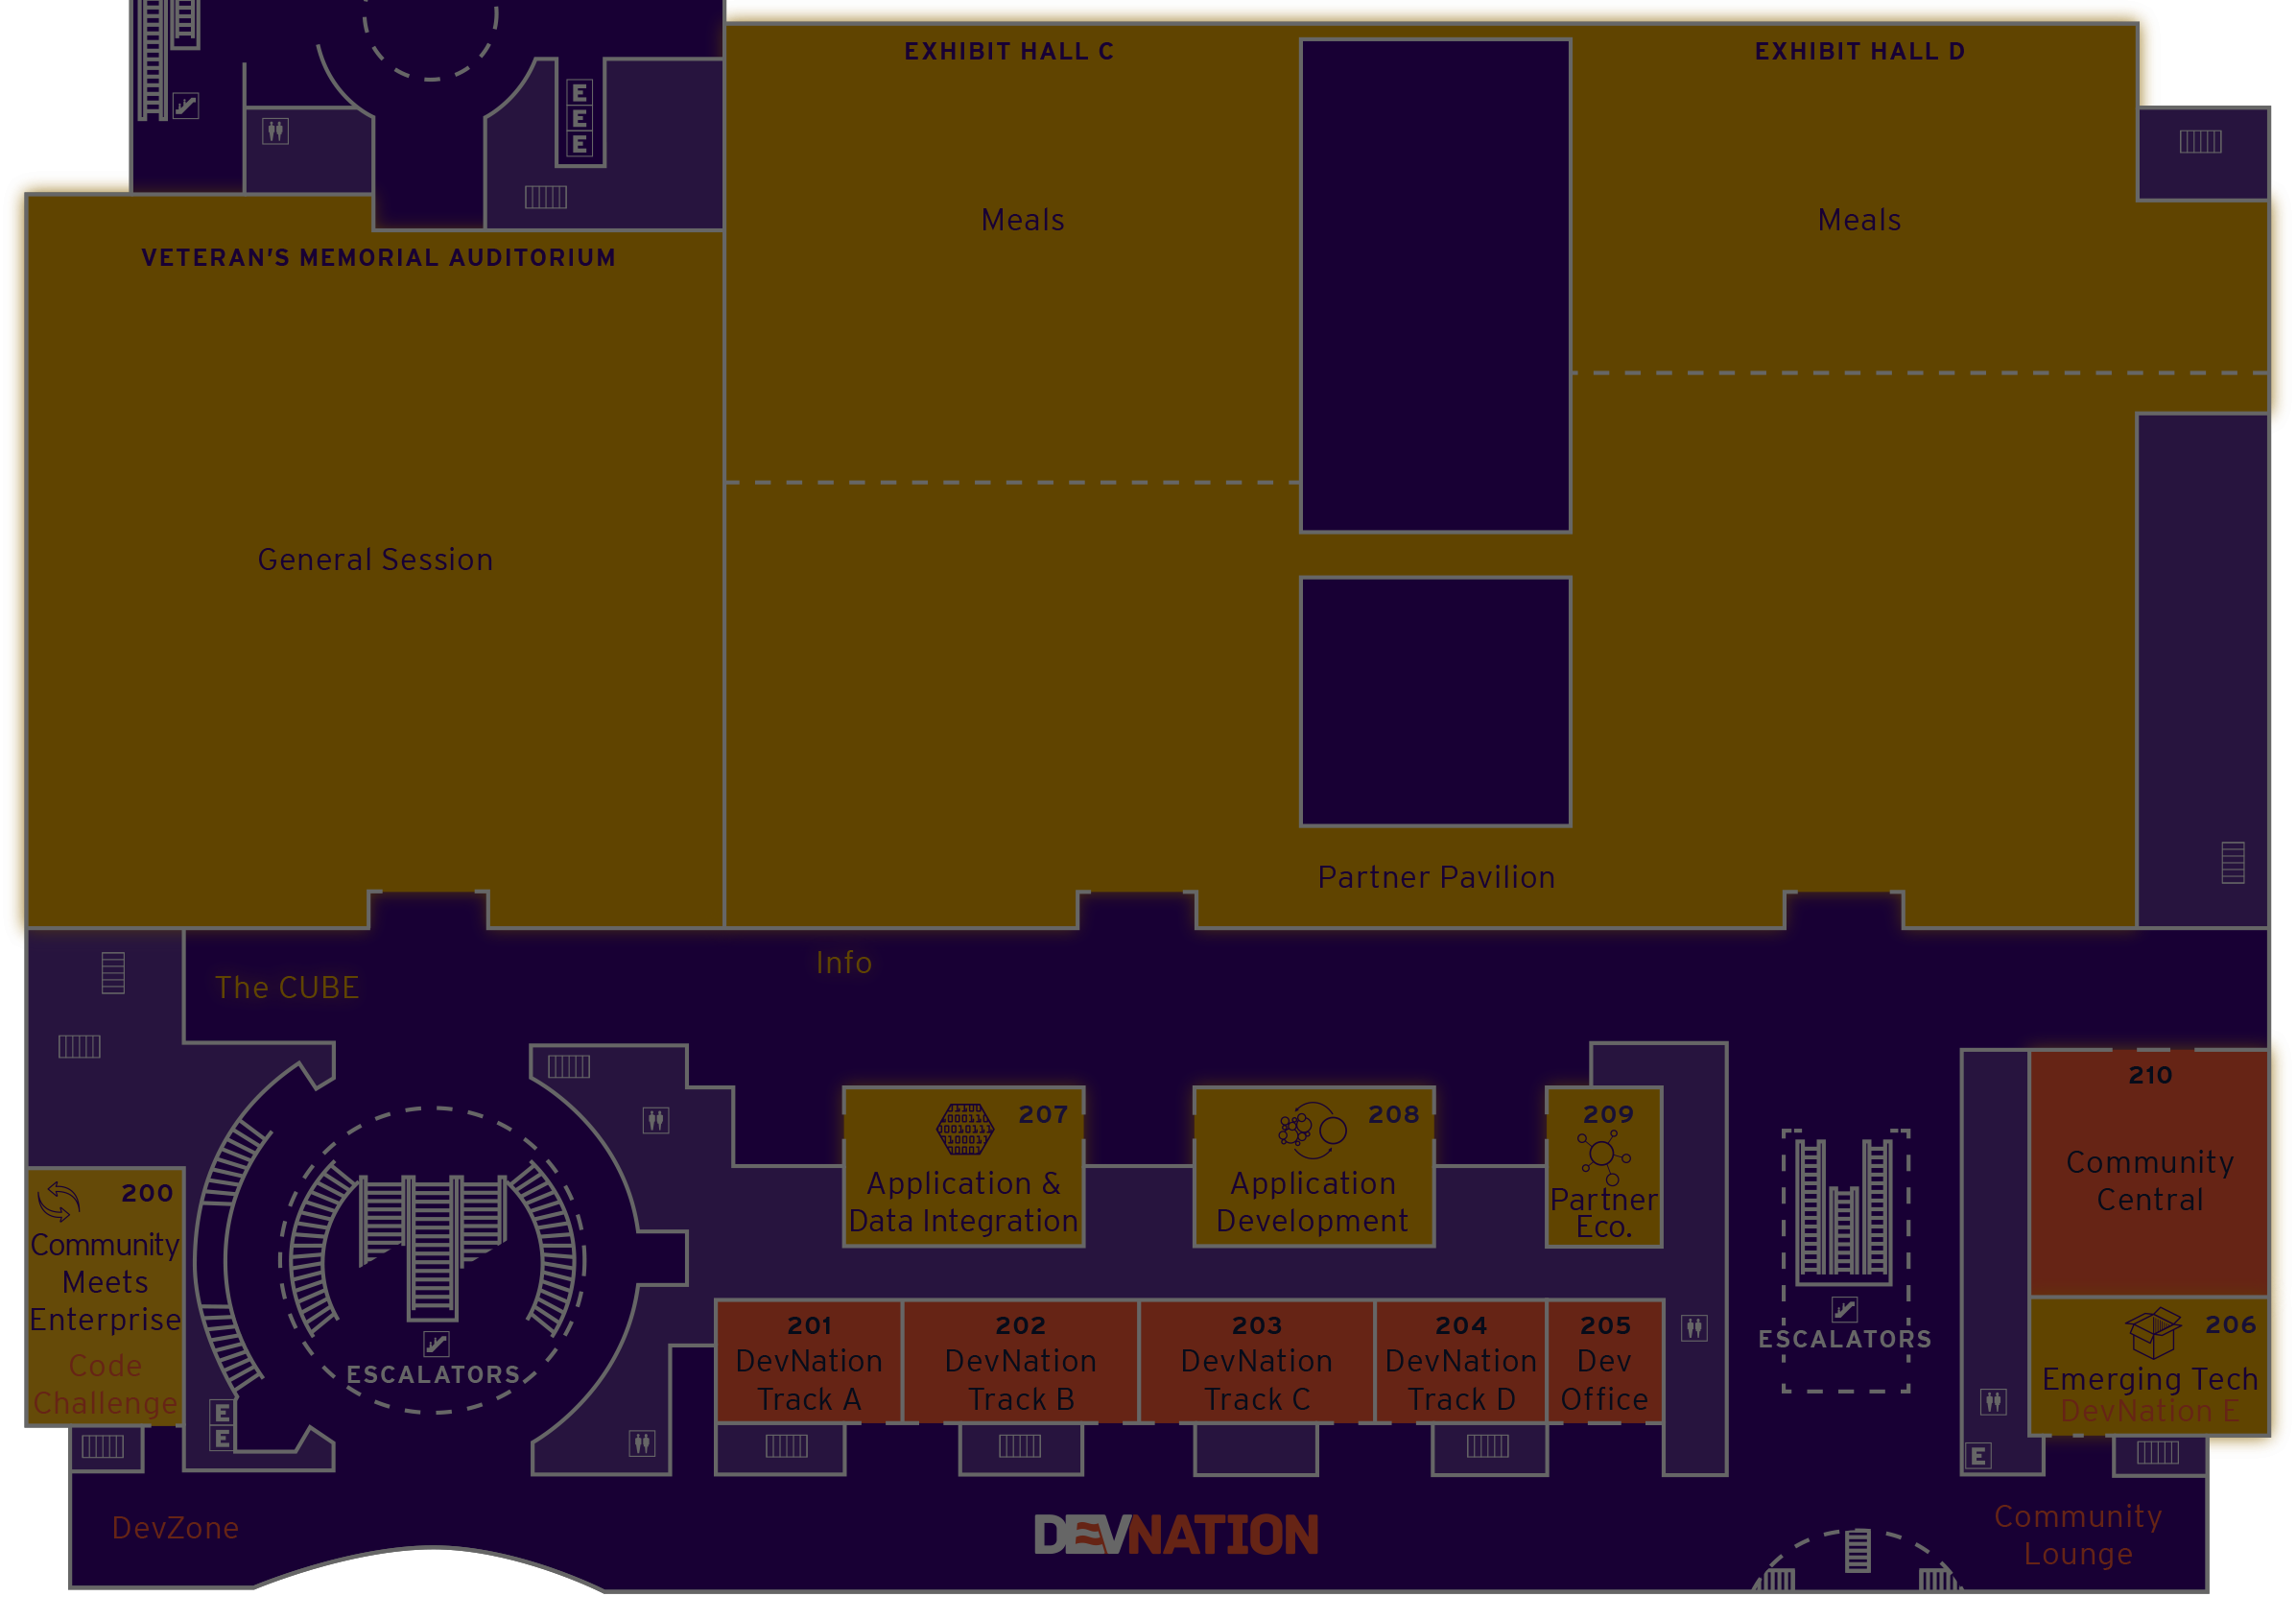 EXHIBIT HALL C
EXHIBIT HALL D
E
E
E
Meals
Meals
VETERAN'S MEMORIAL AUDITORIUM
General Session
Partner Pavilion
Info
The CUBE
210
Community
Central
207
Application &
Data Integration
208
Application
Development
209
Partner
Eco.
200
Community
Meets
Enterprise
Code
Challenge
E
E
ESCALATORS
201
DevNation
Track A
202
DevNation
Track B
203
DevNation
Track C
204
DevNation
Track D
205
Dev
Office
ESCALATORS
206
Emerging Tech
DevNation E
E
DevZone
DEVNATION
Community
Lounge